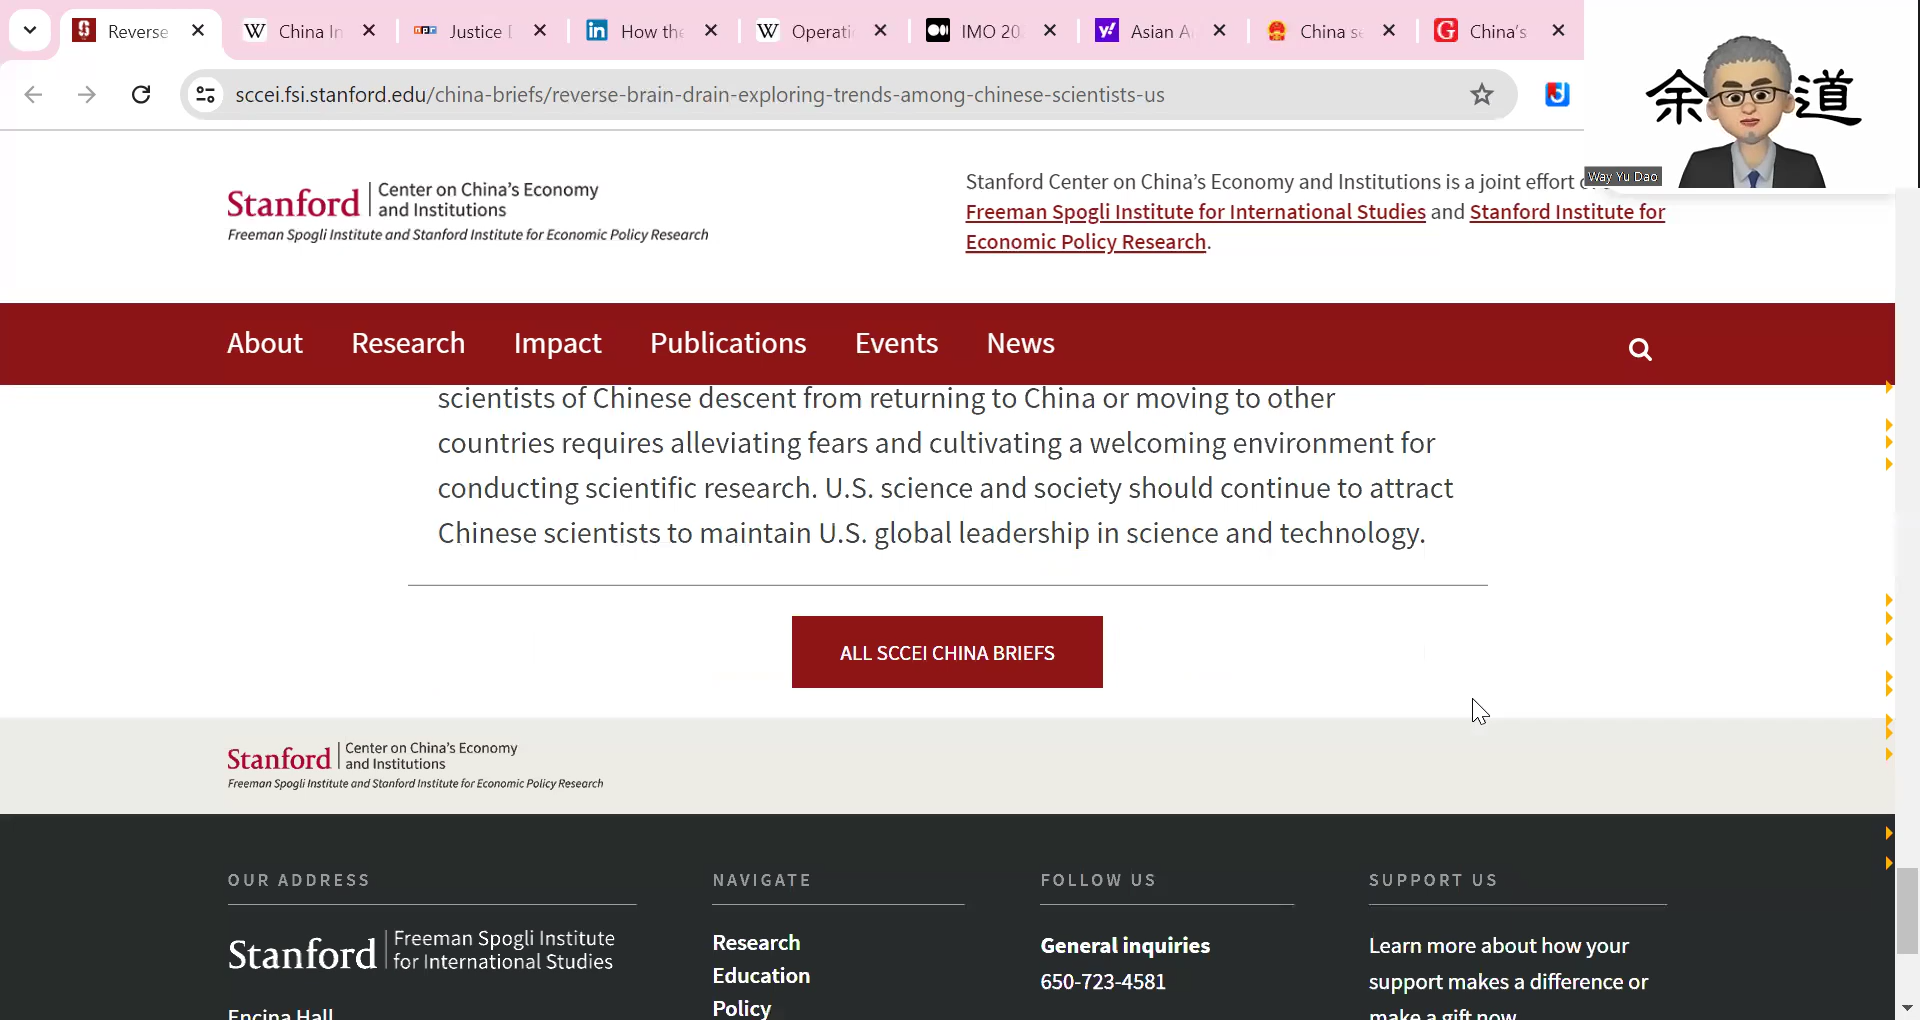 Reverse
China In
Justice D
How the
Operati
IMO 20
Asian A
China se
China's
sccei.fsi.stanford.edu/china-briefs/reverse-brain-drain-exploring-trends-among-chinese-scientists-us
余道
Way Yu Dao
Stanford
Center on China's Economy
and Institutions
Freeman Spogli Institute and Stanford Institute for Economic Policy Research
Stanford Center on China's Economy and Institutions is a joint effort
Freeman Spogli Institute for International Studies and Stanford Institute for
Economic Policy Research.
About Research Impact Publications Events News
scientists of Chinese descent from returning to China or moving to other
countries requires alleviating fears and cultivating a welcoming environment for
conducting scientific research. U.S. science and society should continue to attract
Chinese scientists to maintain U.S. global leadership in science and technology.
ALL SCCEI CHINA BRIEFS
Stanford
Center on China's Economy
and Institutions
Freeman Spogli Institute and Stanford Institute for Economic Policy Research
OUR ADDRESS
Stanford
Freeman Spogli Institute
for International Studies
Encina Hall
NAVIGATE
Research
Education
Policy
FOLLOW US
General inquiries
650-723-4581
SUPPORT US
Learn more about how your
support makes a difference or
make a gift now